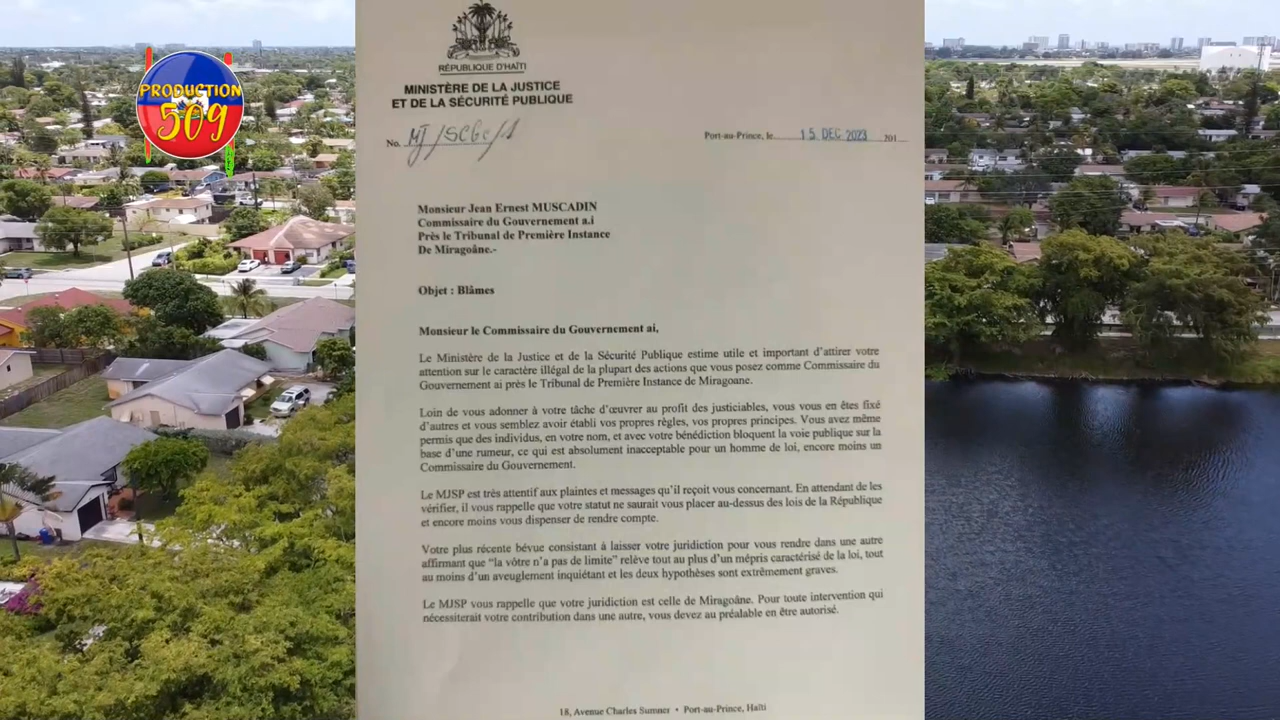 PRODUCTION
509
RÉPUBLIQUE D'HAÏTI
MINISTÈRE DE LA JUSTICE
ET DE LA SÉCURITÉ PUBLIQUE
No.
Port-au-Prince, le 15 DEC 2023 201
Monsieur Jean Ernest MUSCADIN
Commissaire du Gouvernement a.i
Près le Tribunal de Première Instance
De Miragoâne.-
Objet : Blâmes
Monsieur le Commissaire du Gouvernement ai,
Le Ministère de la Justice et de la Sécurité Publique estime utile et important d'attirer votre
attention sur le caractère illégal de la plupart des actions que vous posez comme Commissaire du
Gouvernement ai près le Tribunal de Première Instance de Miragoane.
Loin de vous adonner à votre tâche d'œuvrer au profit des justiciables, vous vous en êtes fixé
d'autres et vous semblez avoir établi vos propres règles, vos propres principes. Vous avez même
permis que des individus, en votre nom, et avec votre bénédiction bloquent la voie publique sur la
base d'une rumeur, ce qui est absolument inacceptable pour un homme de loi, encore moins un
Commissaire du Gouvernement.
Le MJSP est très attentif aux plaintes et messages qu'il reçoit vous concernant. En attendant de les
vérifier, il vous rappelle que votre statut ne saurait vous placer au-dessus des lois de la République
et encore moins vous dispenser de rendre compte.
Votre plus récente bévue consistant à laisser votre juridiction pour vous rendre dans une autre
affirmant que "la vôtre n'a pas de limite" relève tout au plus d'un mépris caractérisé de la loi, tout
au moins d'un aveuglement inquiétant et les deux hypothèses sont extrêmement graves.
Le MJSP vous rappelle que votre juridiction est celle de Miragoâne. Pour toute intervention qui
nécessiterait votre contribution dans une autre, vous devez au préalable en être autorisé.
18, Avenue Charles Sumner • Port-au-Prince, Haïti